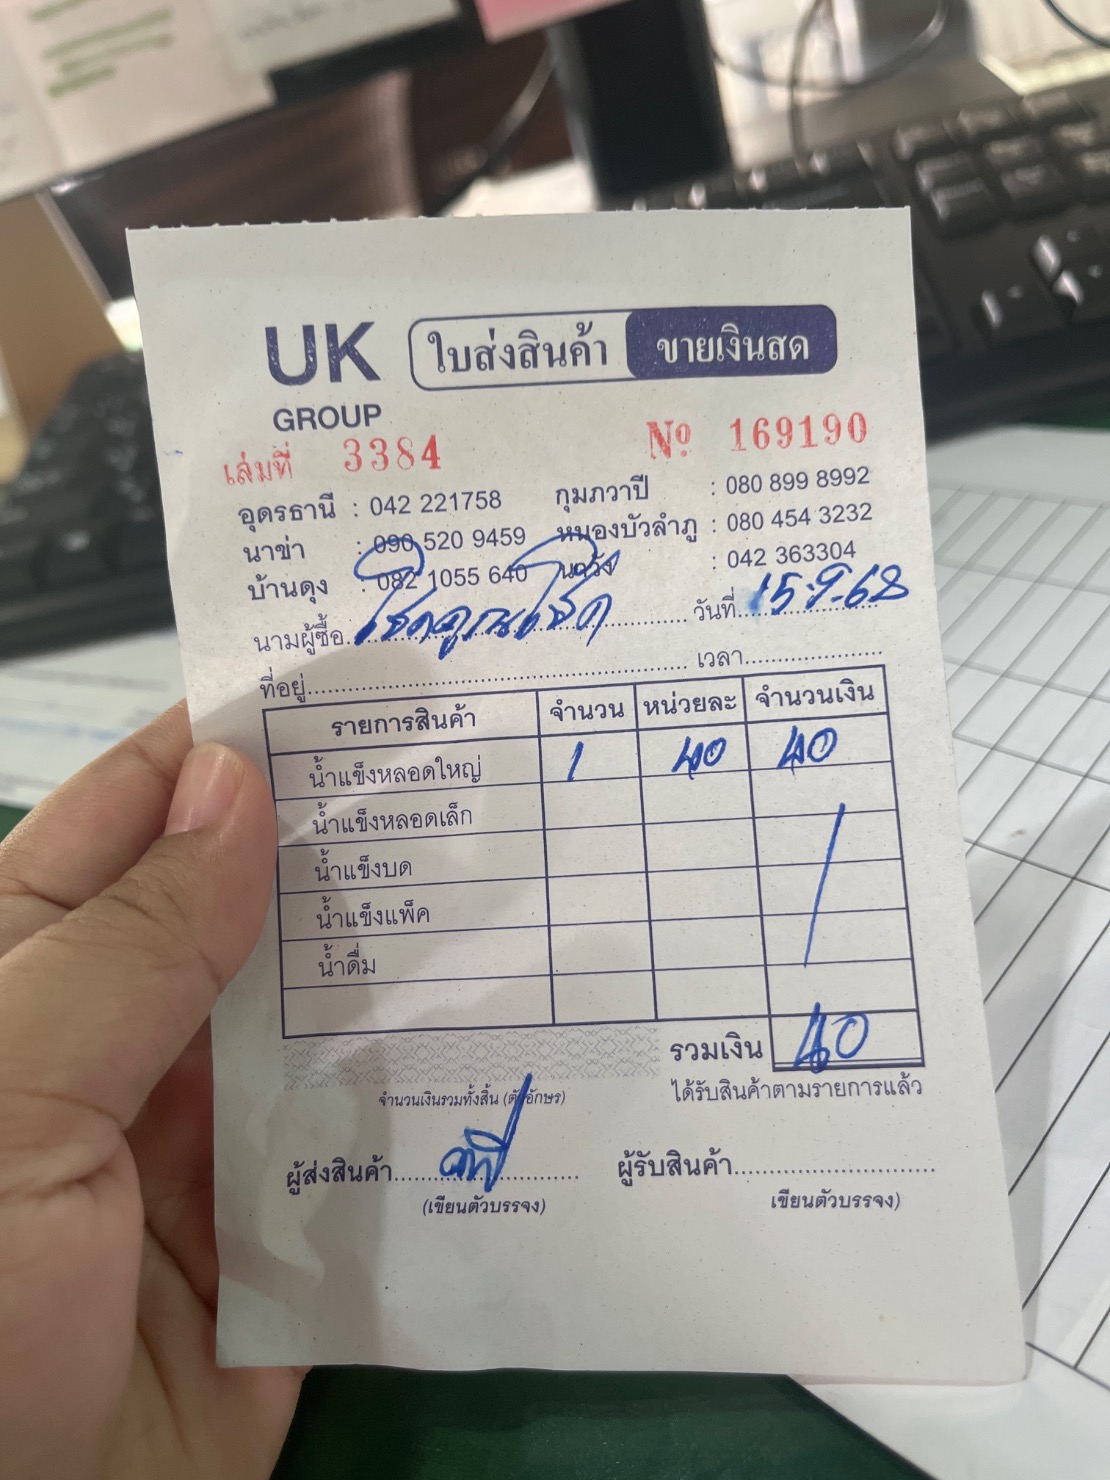 UK ใบส่งสินค้า ขายเงินสด
GROUP
เล่มที่ 3384 Nº 169190
อุดรธานี : 042 221758 กุมภวาปี : 080 899 8992
นาข่า : 090 520 9459 หนองบัวลำภู : 080 454 3232
บ้านดุง : 082 1055 640 นาวัง : 042 363304
นามผู้ซื้อ โชคคูณโชค วันที่ 15-9-68
ที่อยู่ เวลา
รายการสินค้า จำนวน หน่วยละ จำนวนเงิน
น้ำแข็งหลอดใหญ่ 1 40 40
น้ำแข็งหลอดเล็ก
น้ำแข็งบด
น้ำแข็งแพ็ค
น้ำดื่ม
รวมเงิน 40
จำนวนเงินรวมทั้งสิ้น (ตัวอักษร) ได้รับสินค้าตามรายการแล้ว
ผู้ส่งสินค้า ผู้รับสินค้า
(เขียนตัวบรรจง) (เขียนตัวบรรจง)